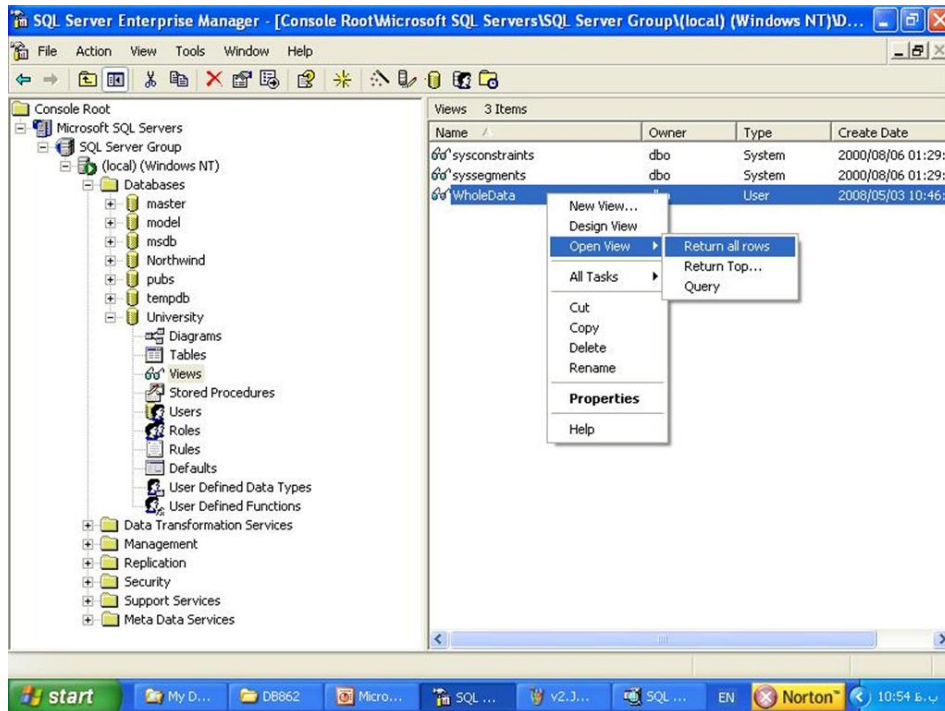 SQL Server Enterprise Manager - [Console Root\Microsoft SQL Servers\SQL Server Group\(local) (Windows NT)\D...
File Action View Tools Window Help
Console Root
Microsoft SQL Servers
SQL Server Group
(local) (Windows NT)
Databases
master
model
msdb
Northwind
pubs
tempdb
University
Diagrams
Tables
Views
Stored Procedures
Users
Roles
Rules
Defaults
User Defined Data Types
User Defined Functions
Data Transformation Services
Management
Replication
Security
Support Services
Meta Data Services
Views 3 Items
Name Owner Type Create Date
sysconstraints dbo System 2000/08/06 01:29:
syssegments dbo System 2000/08/06 01:29:
WholeData User 2008/05/03 10:46:
New View...
Design View
Open View
All Tasks
Cut
Copy
Delete
Rename
Properties
Help
Return all rows
Return Top...
Query
start My D... DB862 Micro... SQL ... v2.J... SQL ... EN Norton™ 10:54 ب.ظ